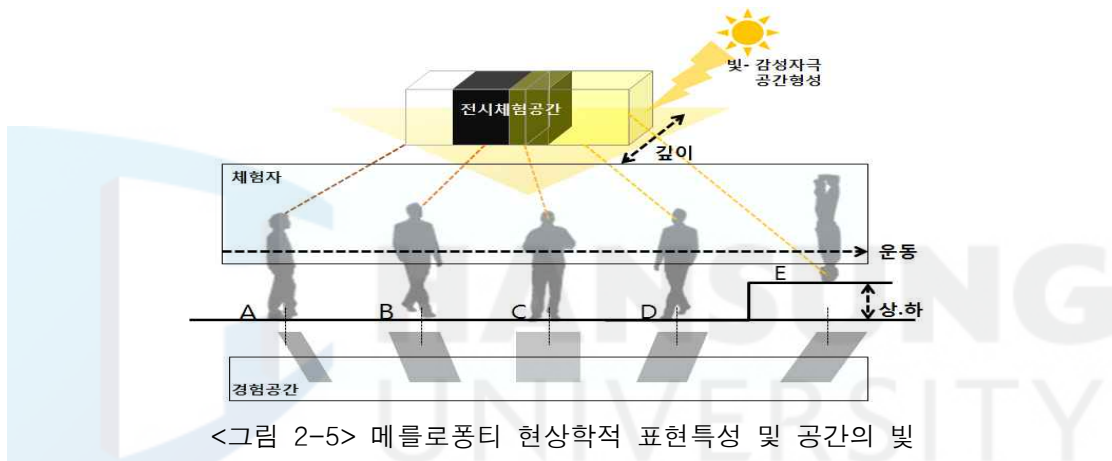 빛- 감성자극
공간형성
전시체험공간
깊이
체험자
운동
E
상.하
A B C D
경험공간
HANSUNG
UNIVERSITY
<그림 2-5> 메를로퐁티 현상학적 표현특성 및 공간의 빛